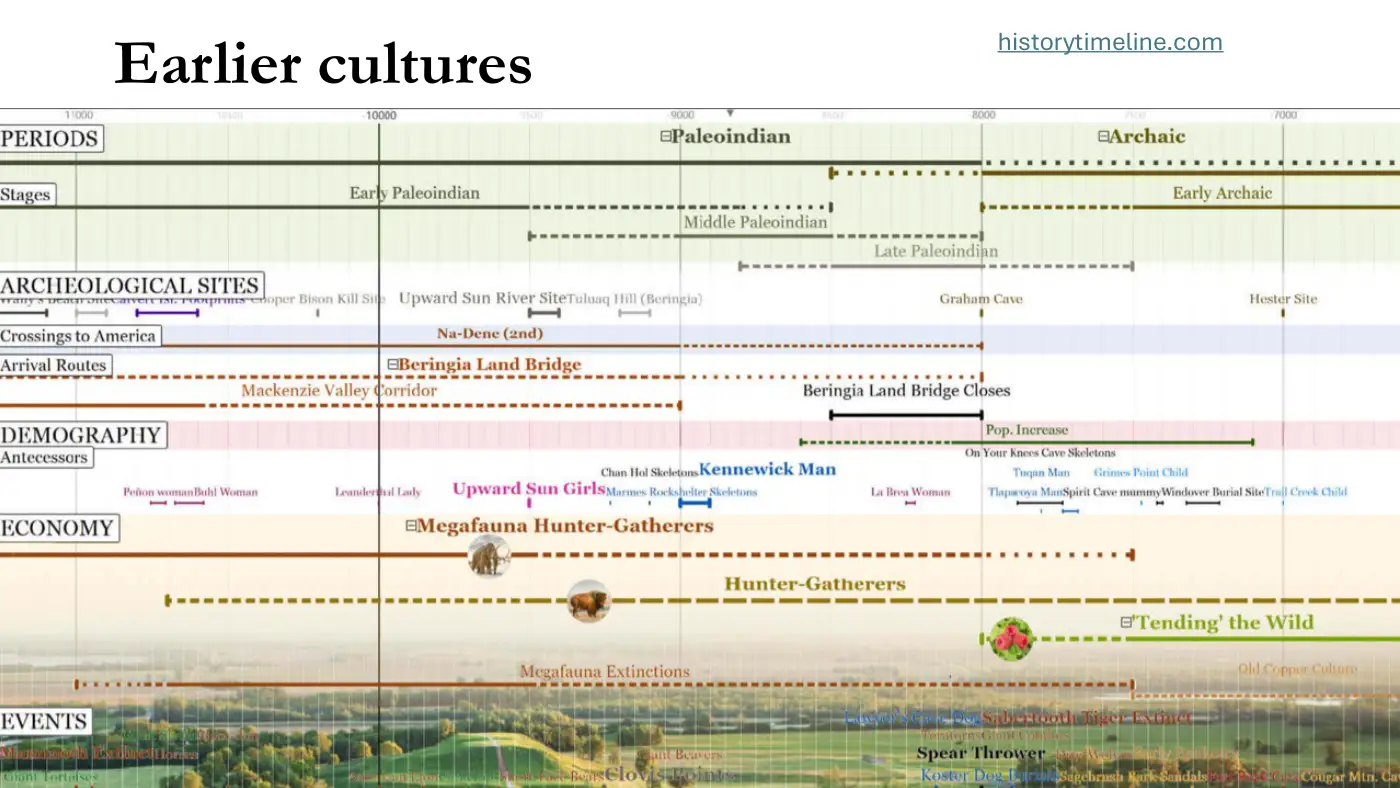 Earlier cultures
historytimeline.com
11000 -10000 -9000 -8000 -7000
PERIODS
Paleoindian
Archaic
Stages
Early Paleoindian
Early Archaic
Middle Paleoindian
Late Paleoindian
ARCHEOLOGICAL SITES
Cooper Bison Kill Site
Upward Sun River Site
Tuluaq Hill (Beringia)
Graham Cave
Hester Site
Crossings to America
Na-Dene (2nd)
Arrival Routes
Beringia Land Bridge
Mackenzie Valley Corridor
Beringia Land Bridge Closes
DEMOGRAPHY
Pop. Increase
Antecessors
On Your Knees Cave Skeletons
Chan Hol Skeletons
Kennewick Man
Tuqan Man
Grimes Point Child
Peñon woman
Buhl Woman
Leanderthal Lady
Upward Sun Girls
Marmes Rockshelter Skeletons
La Brea Woman
Tlapacoya Man
Spirit Cave mummy
Windover Burial Site
Trail Creek Child
ECONOMY
Megafauna Hunter-Gatherers
Hunter-Gatherers
'Tending' the Wild
Megafauna Extinctions
Old Copper Culture
EVENTS
Sabertooth Tiger Extinct
Giant Beavers
Spear Thrower
Giant Tortoises
Clovis Points
Koster Dog Burials
Sagebrush Bark Sandals
Cougar Mtn. Ca